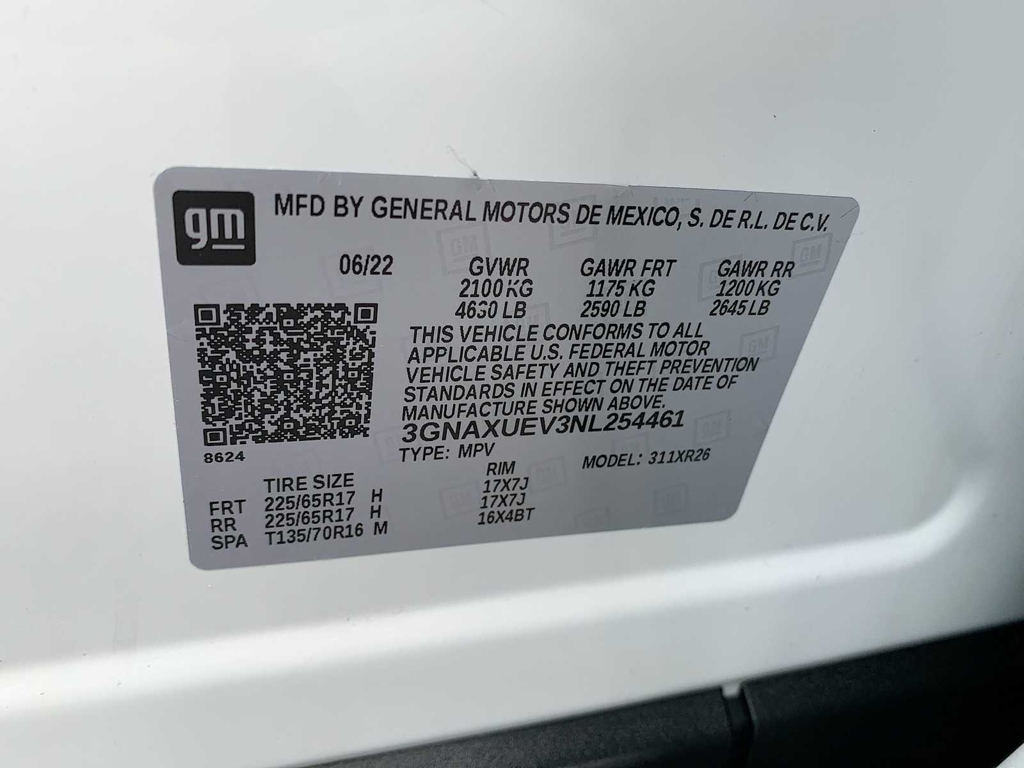 gm
MFD BY GENERAL MOTORS DE MEXICO, S. DE R.L. DE C.V.
06/22 GVWR GAWR FRT GAWR RR
2100 KG 1175 KG 1200 KG
4630 LB 2590 LB 2645 LB
THIS VEHICLE CONFORMS TO ALL
APPLICABLE U.S. FEDERAL MOTOR
VEHICLE SAFETY AND THEFT PREVENTION
STANDARDS IN EFFECT ON THE DATE OF
MANUFACTURE SHOWN ABOVE.
3GNAXUEV3NL254461
8624 TYPE: MPV MODEL: 311XR26
TIRE SIZE RIM
FRT 225/65R17 H 17X7J
RR 225/65R17 H 17X7J
SPA T135/70R16 M 16X4BT